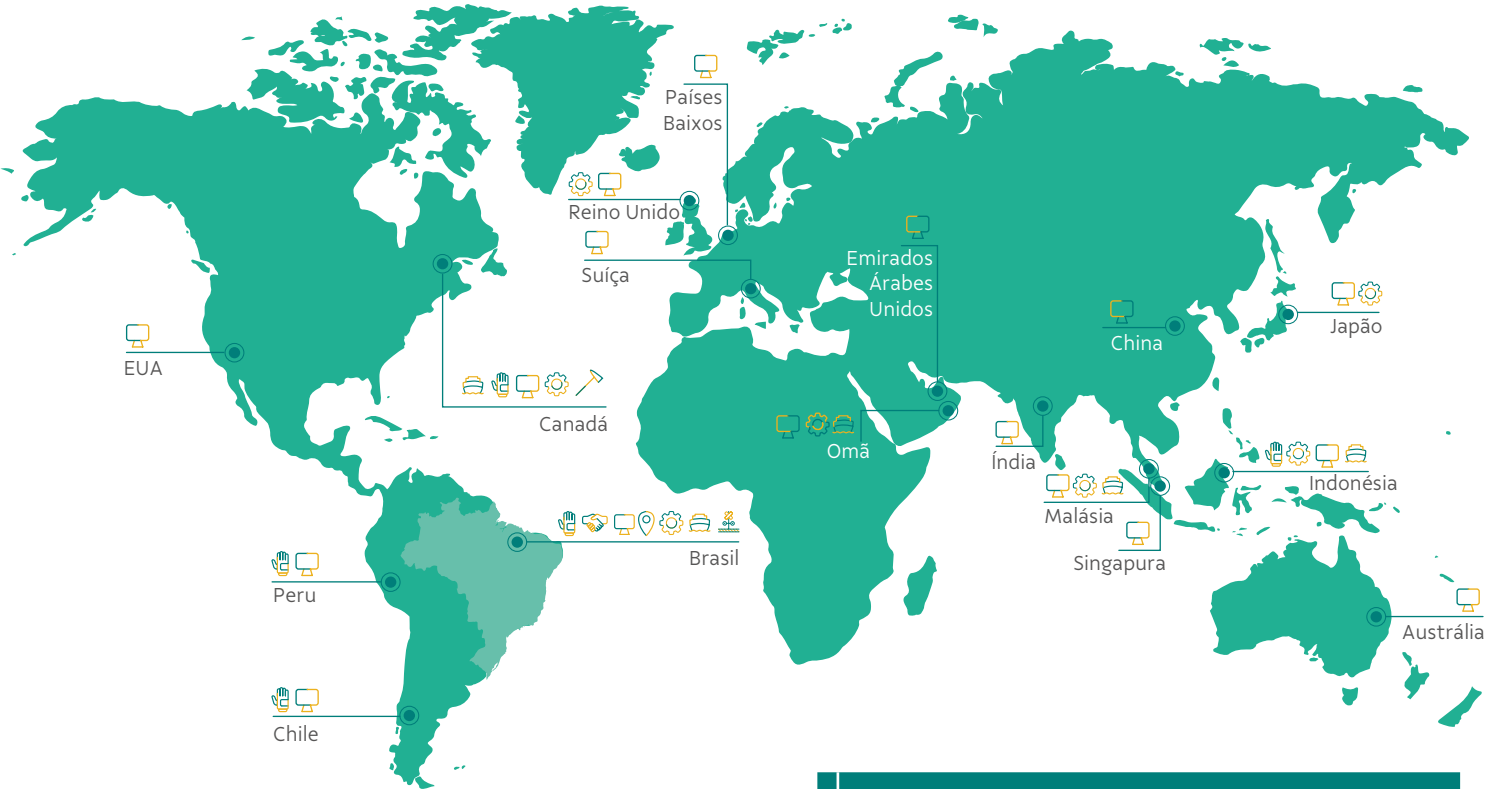 Países
Baixos
Reino Unido
Suíça
Emirados
Árabes
Unidos
EUA
Canadá
China
Japão
Omã
Índia
Indonésia
Malásia
Singapura
Brasil
Peru
Austrália
Chile